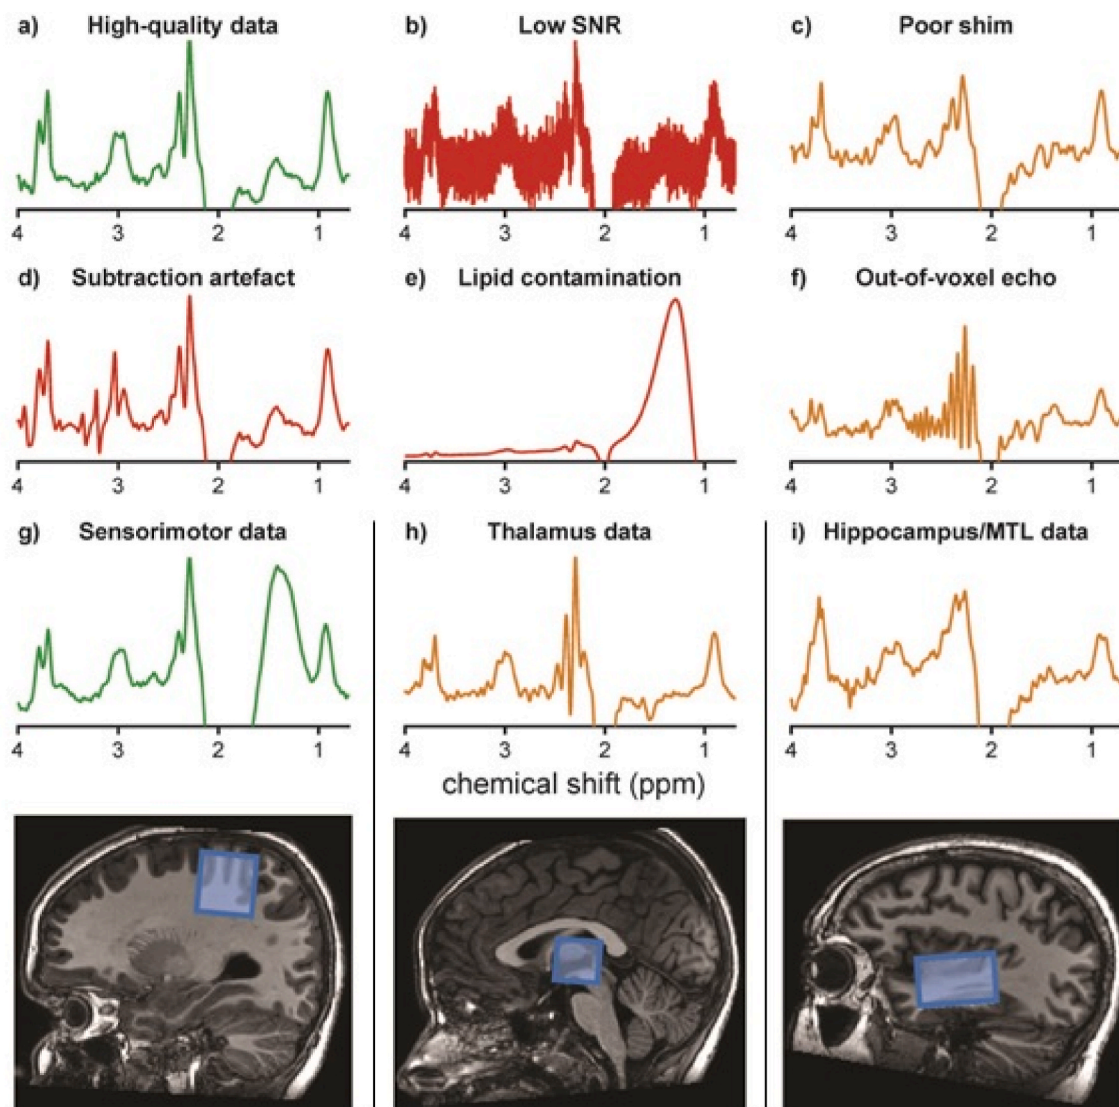 a) High-quality data
b) Low SNR
c) Poor shim
4 3 2 1
4 3 2 1
4 3 2 1
d) Subtraction artefact
e) Lipid contamination
f) Out-of-voxel echo
4 3 2 1
4 3 2 1
4 3 2 1
g) Sensorimotor data
h) Thalamus data
i) Hippocampus/MTL data
4 3 2 1
4 3 2 1
4 3 2 1
chemical shift (ppm)